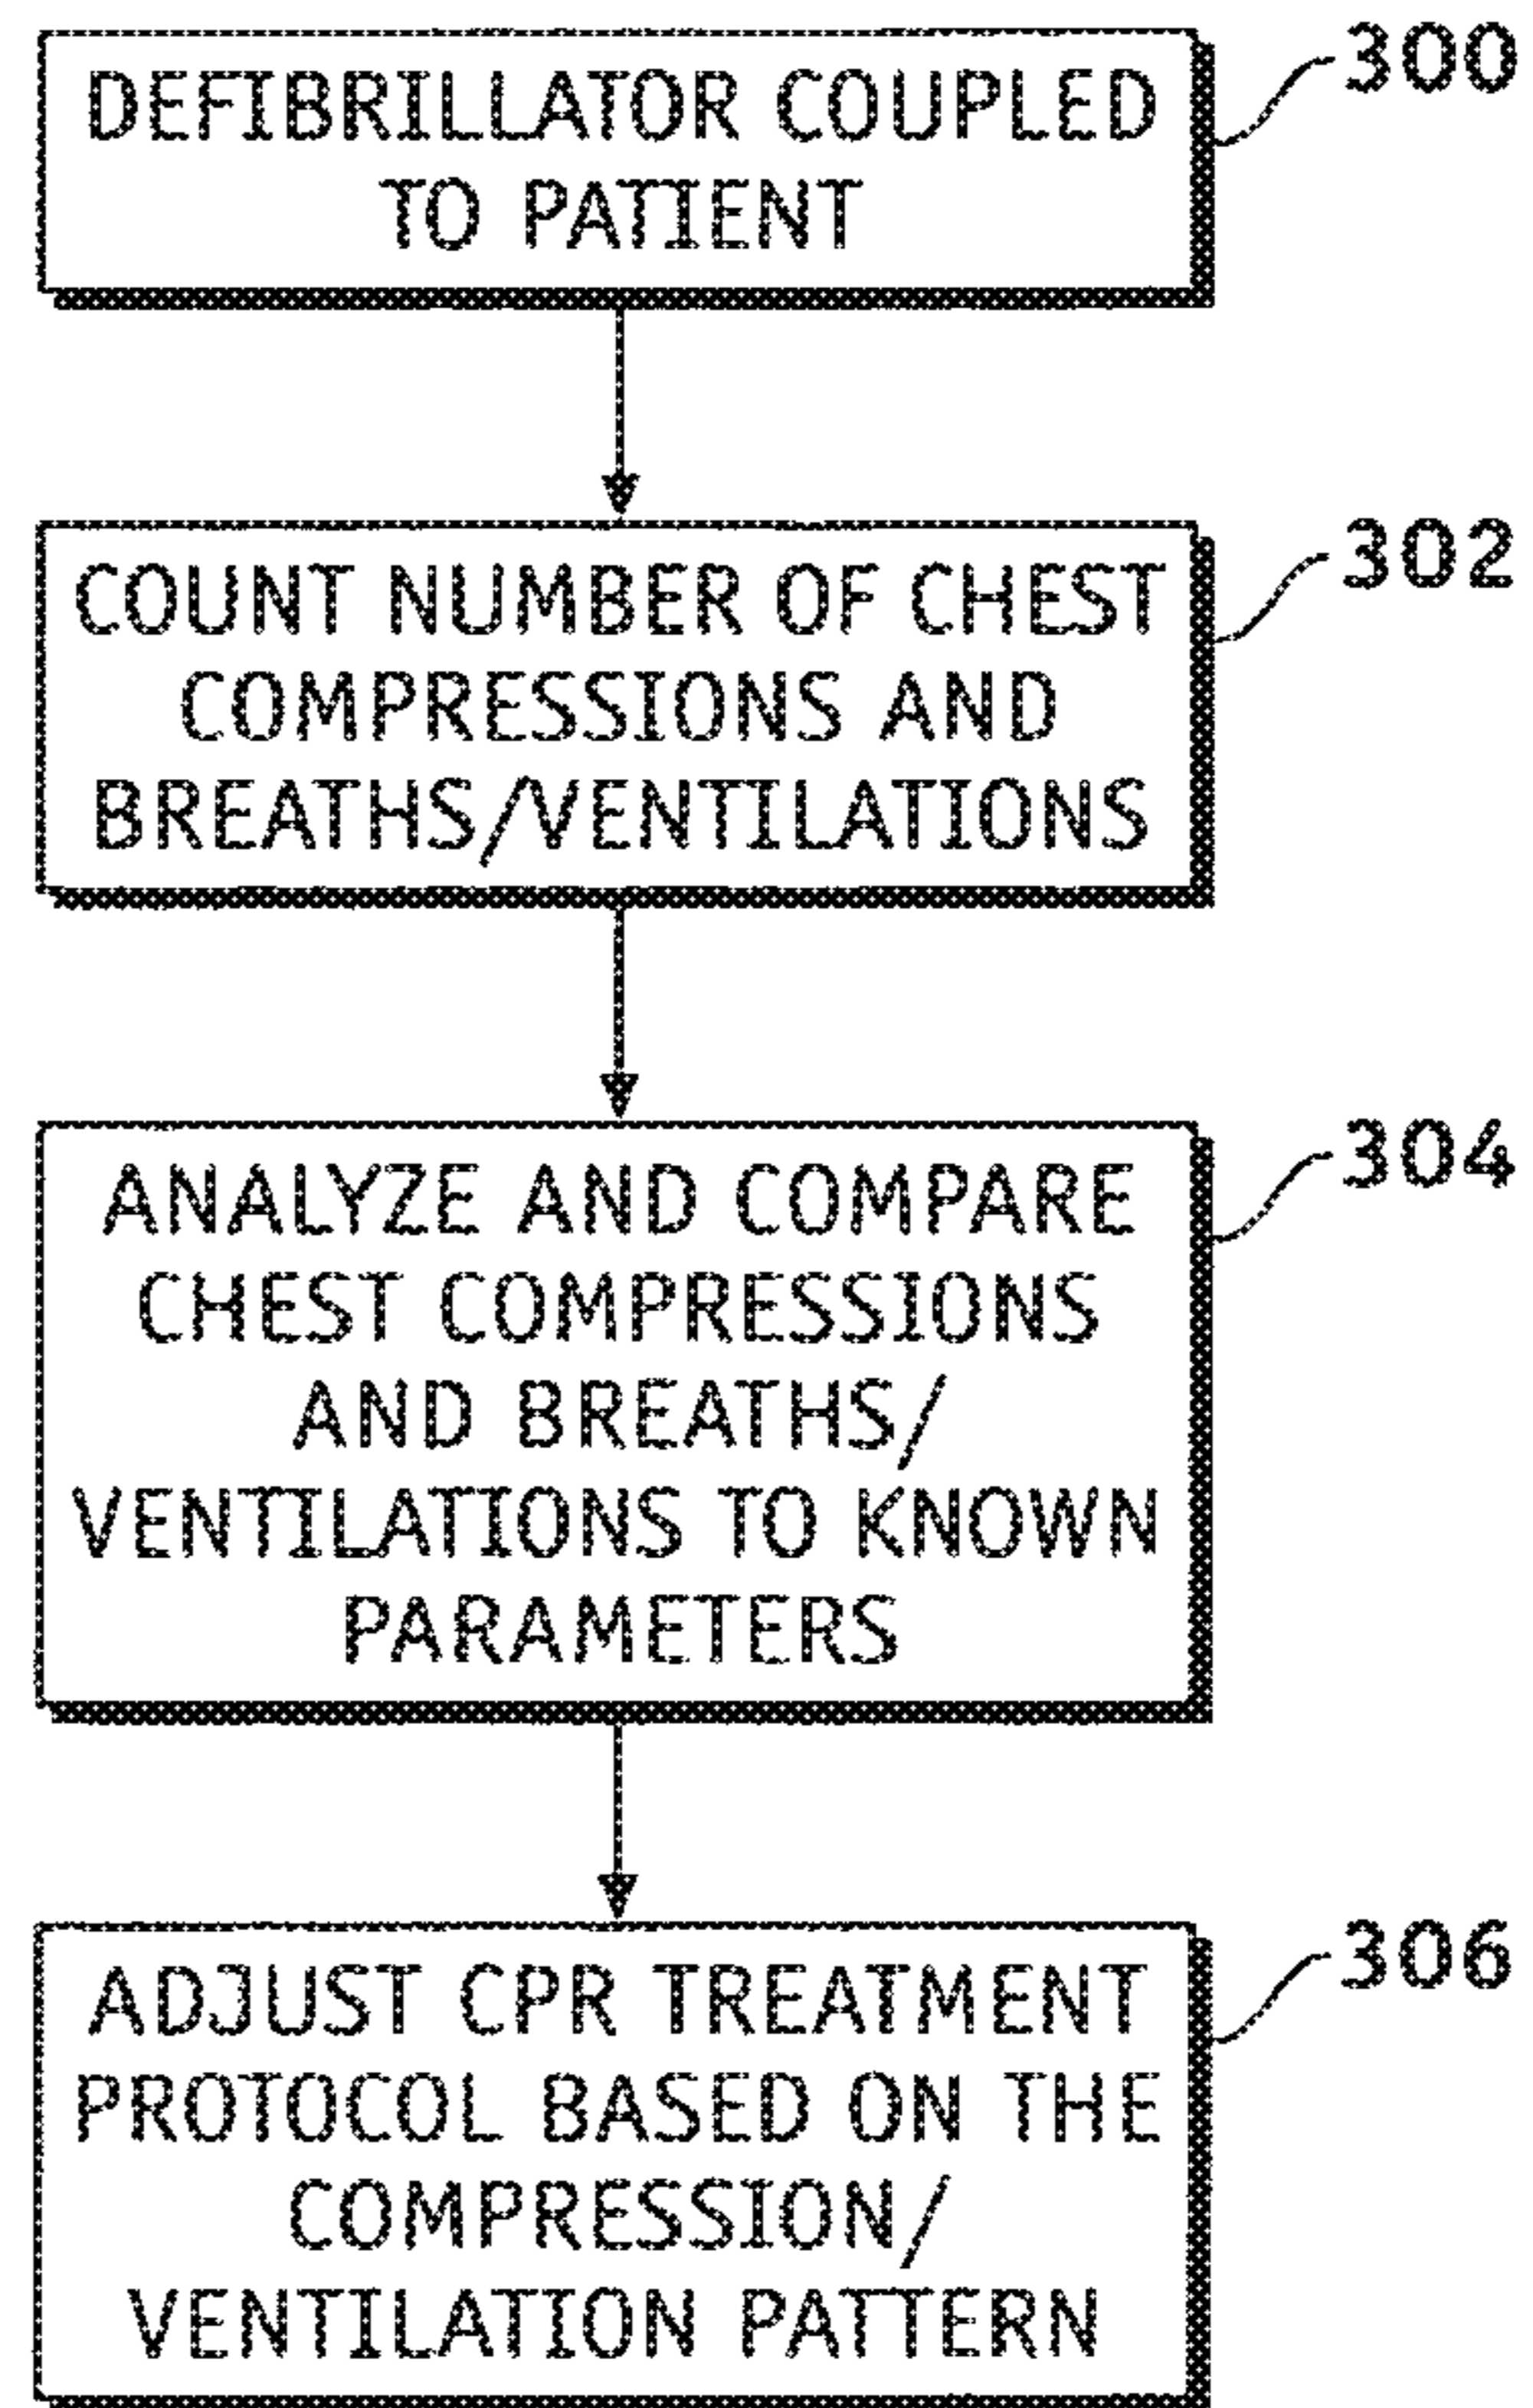 DEFIBRILLATOR COUPLED
TO PATIENT
300
COUNT NUMBER OF CHEST
COMPRESSIONS AND
BREATHS/VENTILATIONS
302
ANALYZE AND COMPARE
CHEST COMPRESSIONS
AND BREATHS/
VENTILATIONS TO KNOWN
PARAMETERS
304
ADJUST CPR TREATMENT
PROTOCOL BASED ON THE
COMPRESSION/
VENTILATION PATTERN
306